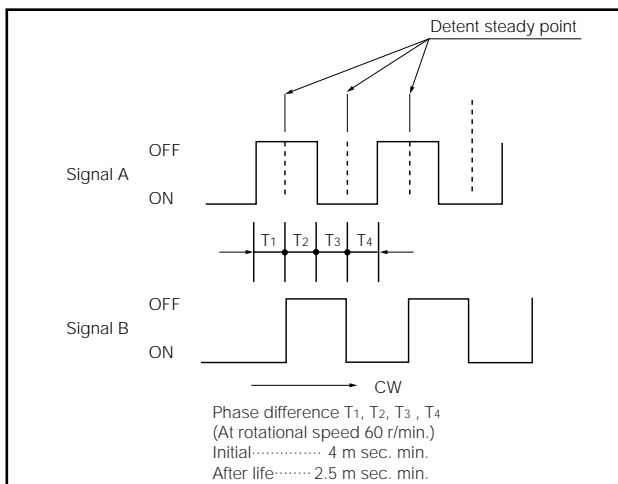 Detent steady point
OFF
Signal A
ON
T1 T2 T3 T4
OFF
Signal B
ON
CW
Phase difference T1, T2, T3 , T4
(At rotational speed 60 r/min.)
Initial··············· 4 m sec. min.
After life········ 2.5 m sec. min.